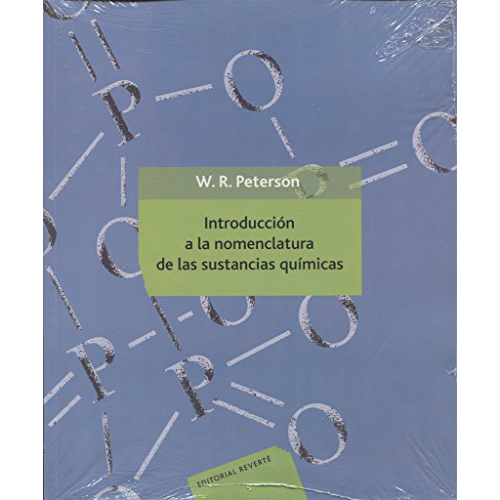 P
O
O
P
O
O
P
O
W. R. Peterson
Introducción
a la nomenclatura
de las sustancias químicas
O
P
O
O
P
O
P
O
EDITORIAL REVERTÉ